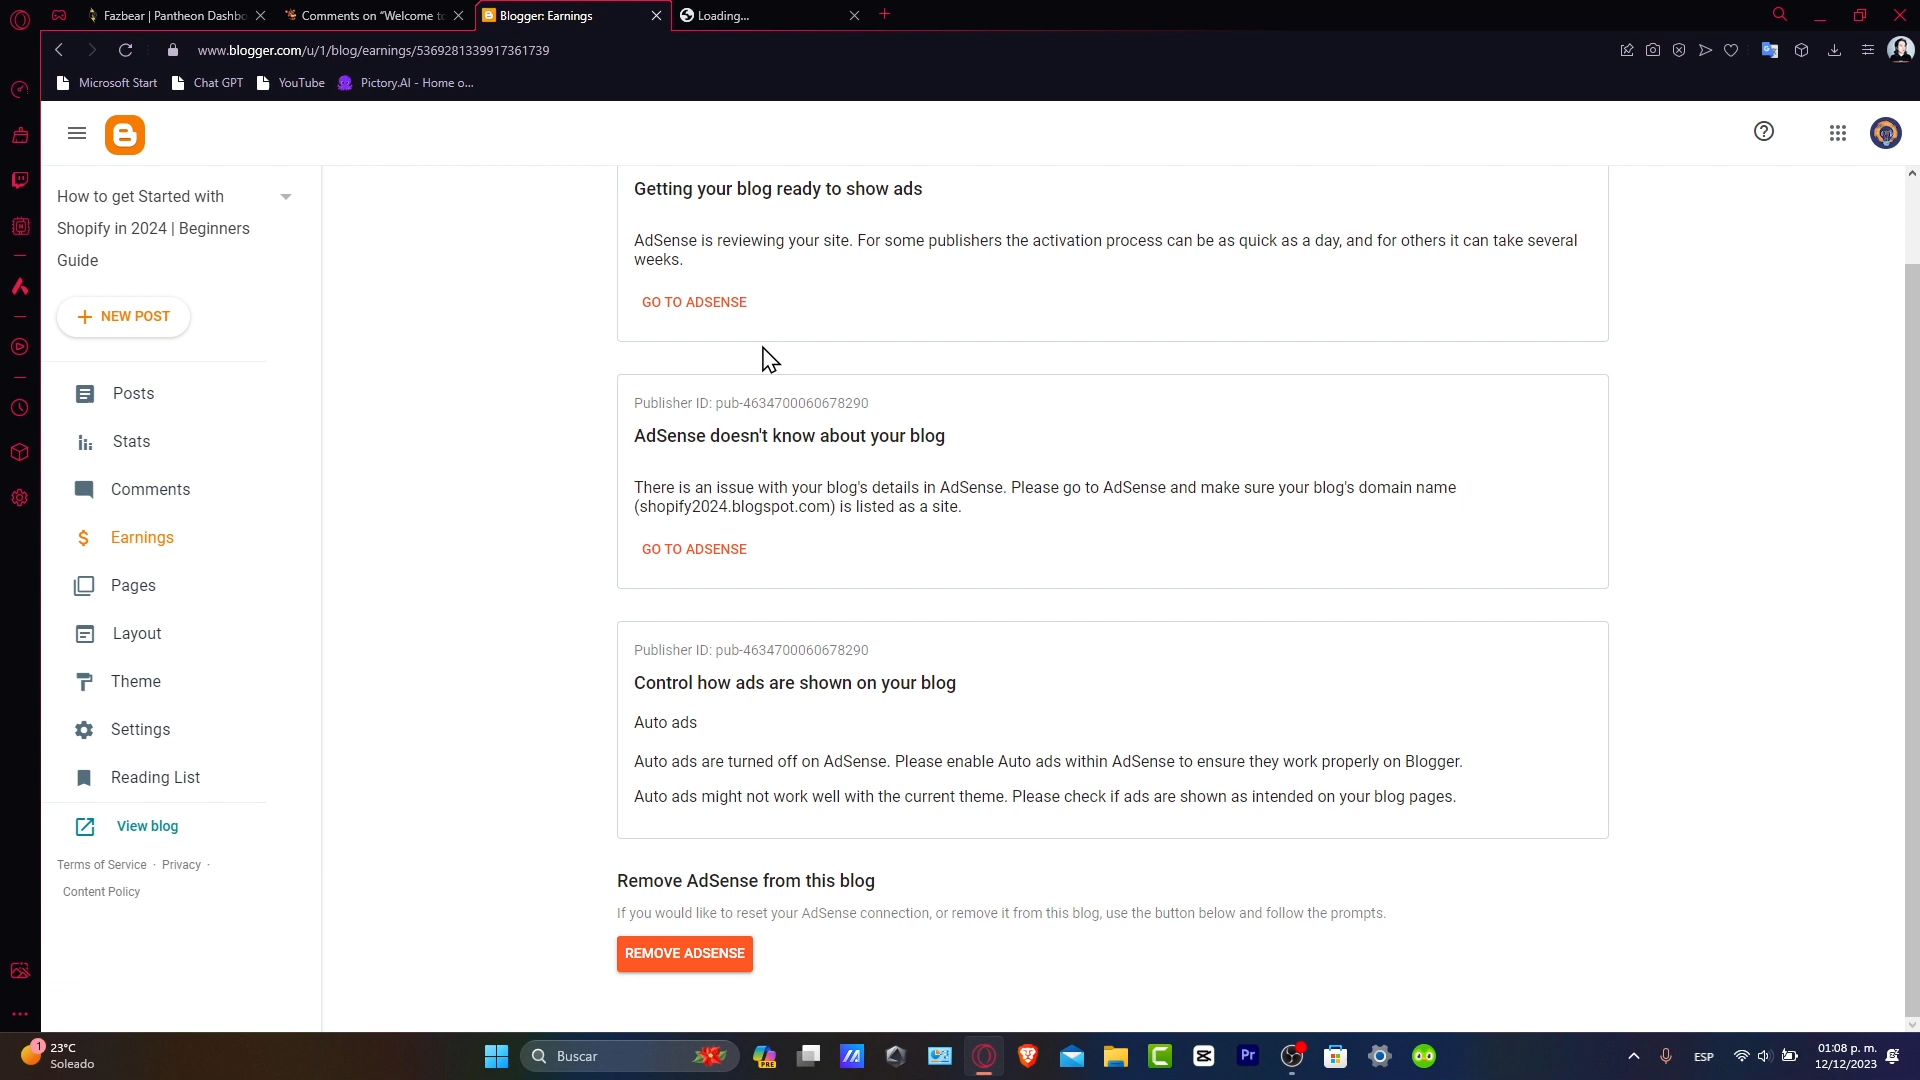 Fazbear | Pantheon Dashbo
Comments on “Welcome to
Blogger: Earnings
Loading...
www.blogger.com/u/1/blog/earnings/5369281339917361739
Microsoft Start
Chat GPT
YouTube
Pictory.AI - Home o...
How to get Started with
Shopify in 2024 | Beginners
Guide
NEW POST
Posts
Stats
Comments
Earnings
Pages
Layout
Theme
Settings
Reading List
View blog
Terms of Service · Privacy ·
Content Policy
Getting your blog ready to show ads
AdSense is reviewing your site. For some publishers the activation process can be as quick as a day, and for others it can take several
weeks.
GO TO ADSENSE
Publisher ID: pub-4634700060678290
AdSense doesn't know about your blog
There is an issue with your blog's details in AdSense. Please go to AdSense and make sure your blog's domain name
(shopify2024.blogspot.com) is listed as a site.
GO TO ADSENSE
Publisher ID: pub-4634700060678290
Control how ads are shown on your blog
Auto ads
Auto ads are turned off on AdSense. Please enable Auto ads within AdSense to ensure they work properly on Blogger.
Auto ads might not work well with the current theme. Please check if ads are shown as intended on your blog pages.
Remove AdSense from this blog
If you would like to reset your AdSense connection, or remove it from this blog, use the button below and follow the prompts.
REMOVE ADSENSE
1
23°C
Soleado
Buscar
PRE
Pr
ESP
01:08 p. m.
12/12/2023